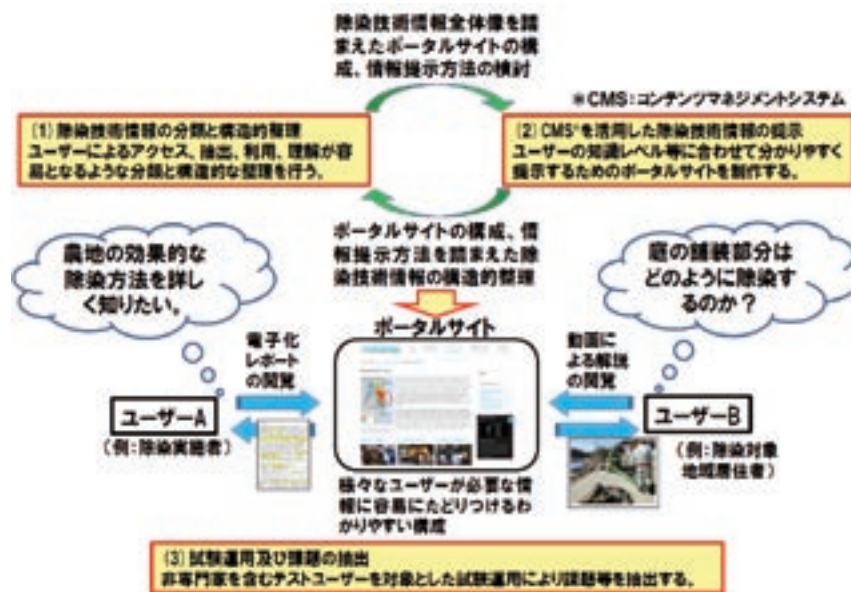 除染技術情報全体像を踏
まえたポータルサイトの構
成、情報提示方法の検討
＊CMS：コンテンツマネジメントシステム
(1) 除染技術情報の分類と構造的整理
ユーザーによるアクセス、抽出、利用、理解が容
易となるような分類と構造的な整理を行う。
(2) CMS*を活用した除染技術情報の提示
ユーザーの知識レベル等に合わせて分かりやすく
提示するためのポータルサイトを制作する。
ポータルサイトの構成、情
報提示方法を踏まえた除
染技術情報の構造的整理
農地の効果的な
除染方法を詳し
く知りたい。
庭の舗装部分は
どのように除染す
るのか？
ポータルサイト
電子化
レポート
の閲覧
動画に
よる解説
の閲覧
ユーザーA
（例：除染実施者）
ユーザーB
（例：除染対象
地域居住者）
様々なユーザーが必要な情
報に容易にたどりつけるわ
かりやすい構成
(3) 試験運用及び課題の抽出
非専門家を含むテストユーザーを対象とした試験運用により課題等を抽出する。